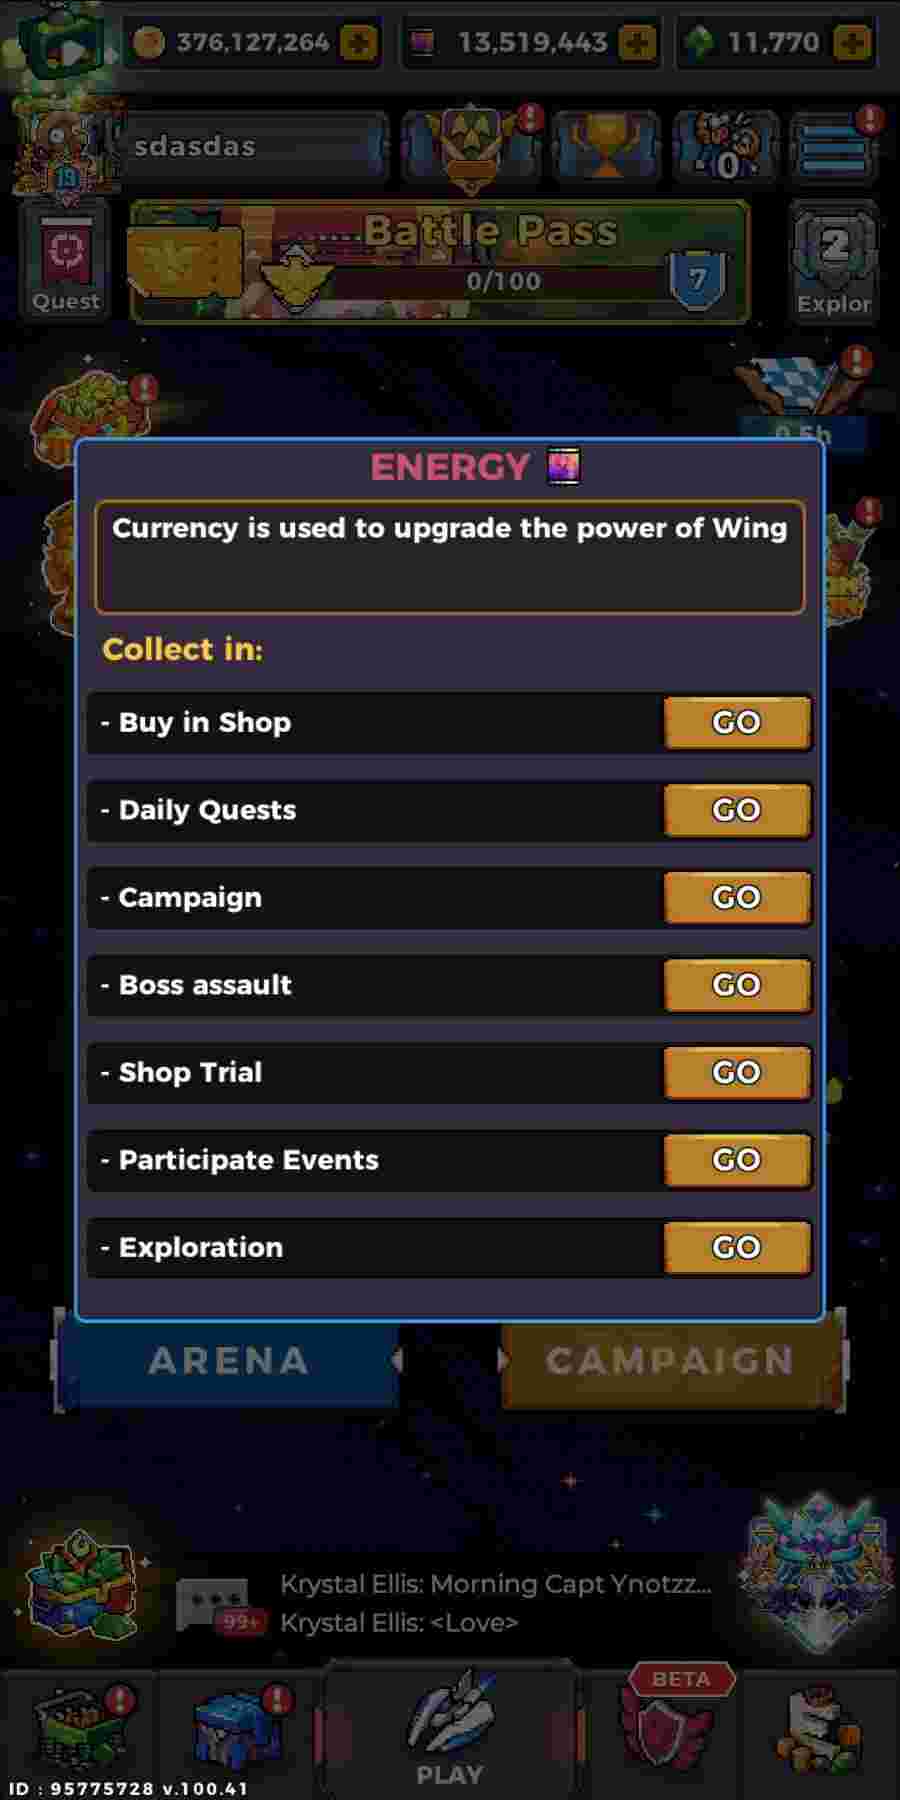 376,127,264
13,519,443
11,770
sdasdas
0
19
Battle Pass
0/100
7
Quest
2
Explor
0.5h
ENERGY
Currency is used to upgrade the power of Wing
Collect in:
- Buy in Shop
GO
- Daily Quests
GO
- Campaign
GO
- Boss assault
GO
- Shop Trial
GO
- Participate Events
GO
- Exploration
GO
ARENA
CAMPAIGN
Krystal Ellis: Morning Capt Ynotzz...
99+
Krystal Ellis: <Love>
BETA
PLAY
ID : 95775728 v.100.41